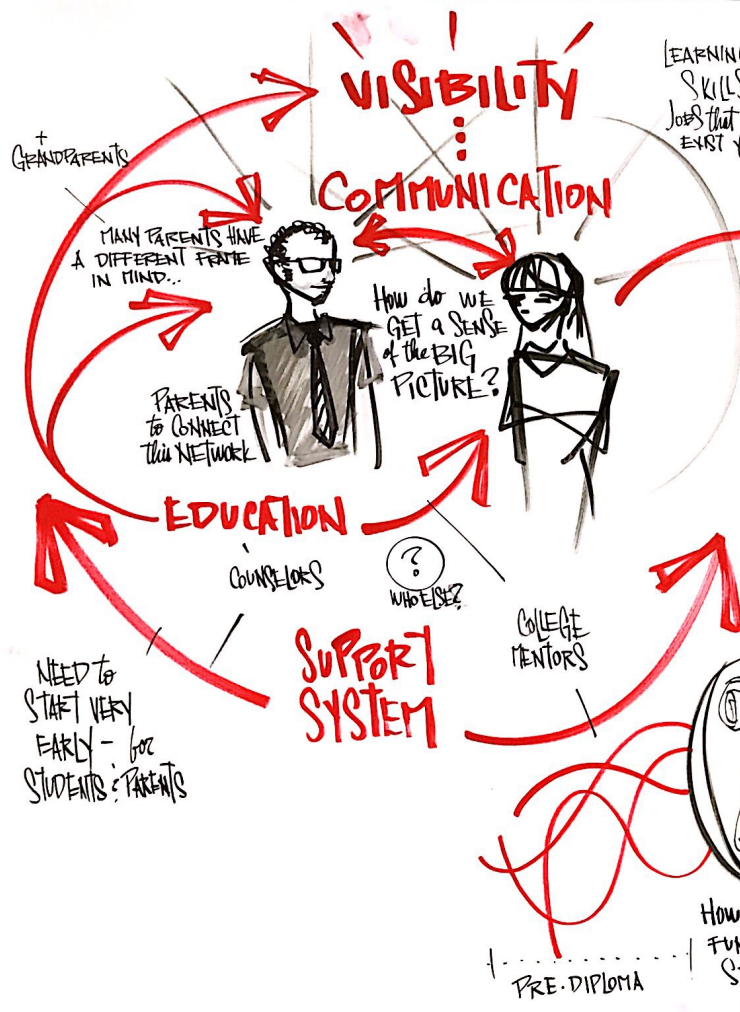 VISIBILITY
LEARNIN
SKILLS
JOBS that
EXIST
COMMUNICATION
+
GRANDPARENTS
MANY PARENTS HAVE
A DIFFERENT FRAME
IN MIND...
HOW do WE
GET a SENSE
of the BIG
PICTURE?
PARENTS
to CONNECT
this NETWORK
EDUCATION
COUNSELORS
?
WHO ELSE?
COLLEGE
MENTORS
SUPPORT
SYSTEM
NEED to
START VERY
EARLY - for
STUDENTS & PARENTS
HOW
FU
S
PRE-DIPLOMA